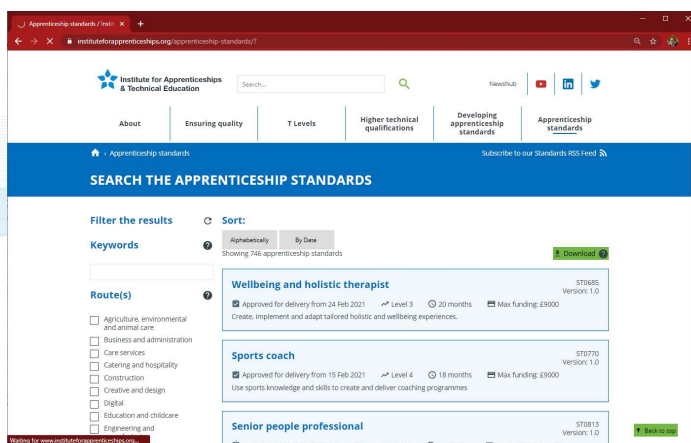 Apprenticeship standards / Instit
instituteforapprenticeships.org/apprenticeship-standards/?
Institute for Apprenticeships
& Technical Education
Search...
Newshub
About
Ensuring quality
T Levels
Higher technical
qualifications
Developing
apprenticeship
standards
Apprenticeship
standards
Apprenticeship standards
Subscribe to our Standards RSS Feed
SEARCH THE APPRENTICESHIP STANDARDS
Filter the results
Sort:
Keywords
Alphabetically
By Date
Showing 746 apprenticeship standards
Download
Wellbeing and holistic therapist
ST0685
Version: 1.0
Approved for delivery from 24 Feb 2021 Level 3 20 months Max funding: £9000
Create, implement and adapt tailored holistic and wellbeing experiences.
Route(s)
Agriculture, environmental
and animal care
Business and administration
Care services
Catering and hospitality
Construction
Creative and design
Digital
Education and childcare
Engineering and
Sports coach
ST0770
Version: 1.0
Approved for delivery from 15 Feb 2021 Level 4 18 months Max funding: £9000
Use sports knowledge and skills to create and deliver coaching programmes
Senior people professional
ST0813
Version: 1.0
Back to top
Waiting for www.instituteforapprenticeships.org...